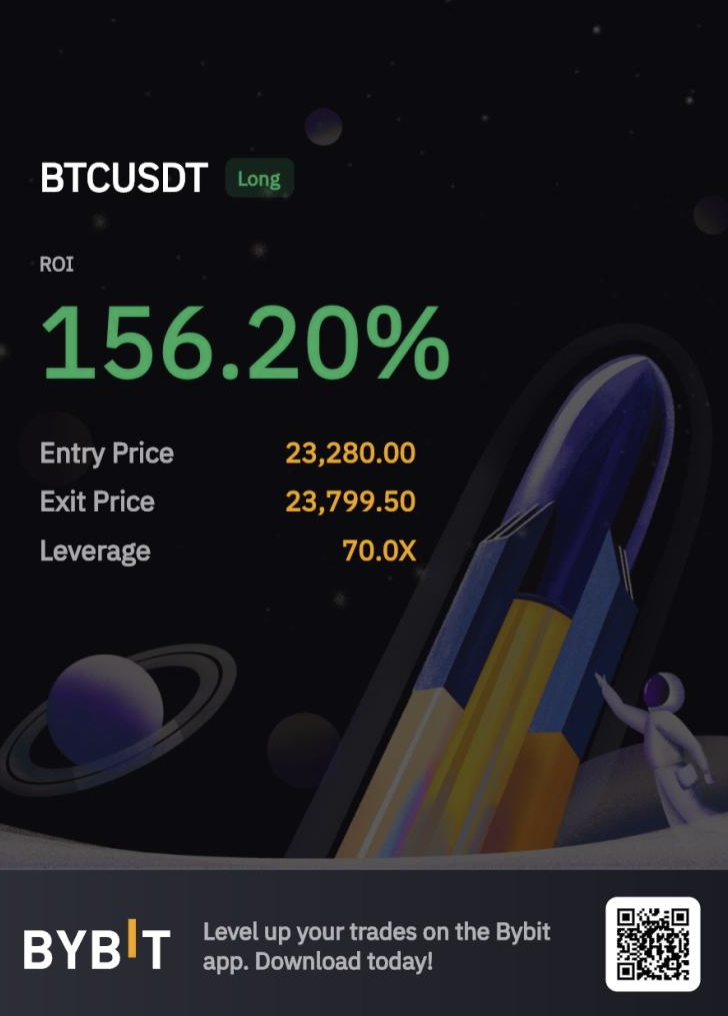 BTCUSDT Long
ROI
156.20%
Entry Price 23,280.00
Exit Price 23,799.50
Leverage 70.0X
BYBIT
Level up your trades on the Bybit
app. Download today!